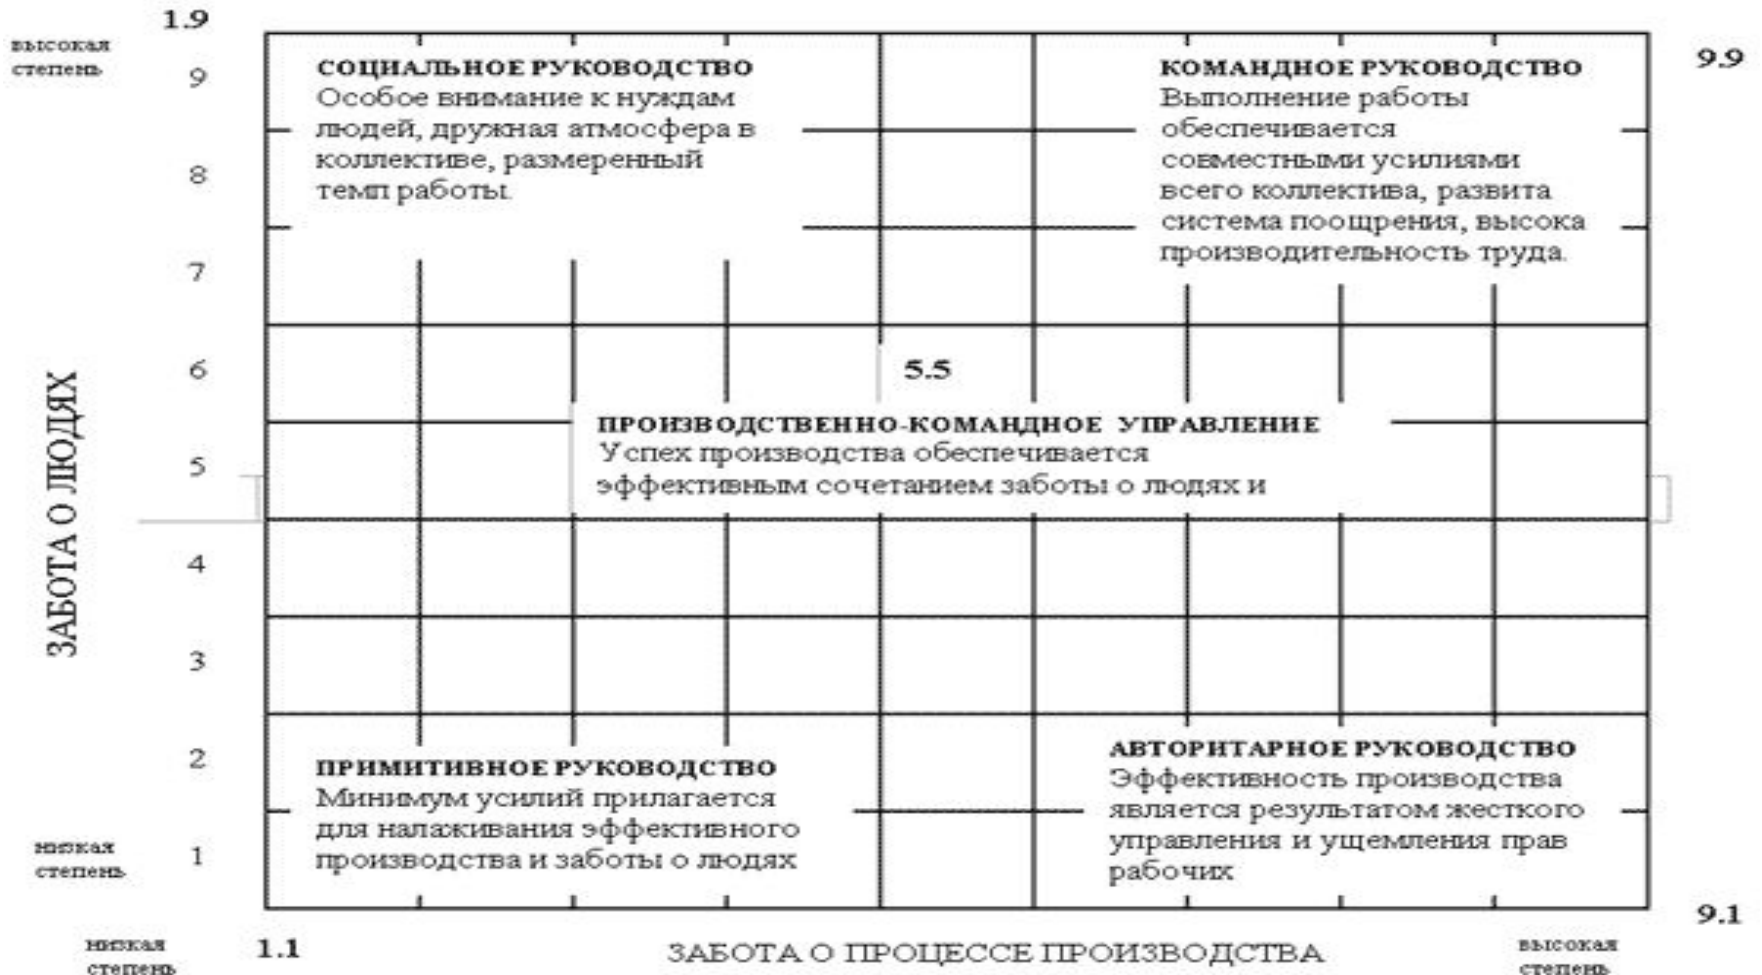 1.9
высокая
степень
9
8
7
6
5
4
3
2
1
низкая
степень
ЗАБОТА О ЛЮДЯХ
СОЦИАЛЬНОЕ РУКОВОДСТВО
Особое внимание к нуждам
людей, дружная атмосфера в
коллективе, размеренный
темп работы.
КОМАНДНОЕ РУКОВОДСТВО
Выполнение работы
обеспечивается
совместными усилиями
всего коллектива, развита
система поощрения, высока
производительность труда.
9.9
5.5
ПРОИЗВОДСТВЕННО-КОМАНДНОЕ УПРАВЛЕНИЕ
Успех производства обеспечивается
эффективным сочетанием заботы о людях и
ПРИМИТИВНОЕ РУКОВОДСТВО
Минимум усилий прилагается
для налаживания эффективного
производства и заботы о людях
АВТОРИТАРНОЕ РУКОВОДСТВО
Эффективность производства
является результатом жесткого
управления и ущемления прав
рабочих
9.1
низкая
степень
1.1
ЗАБОТА О ПРОЦЕССЕ ПРОИЗВОДСТВА
высокая
степень